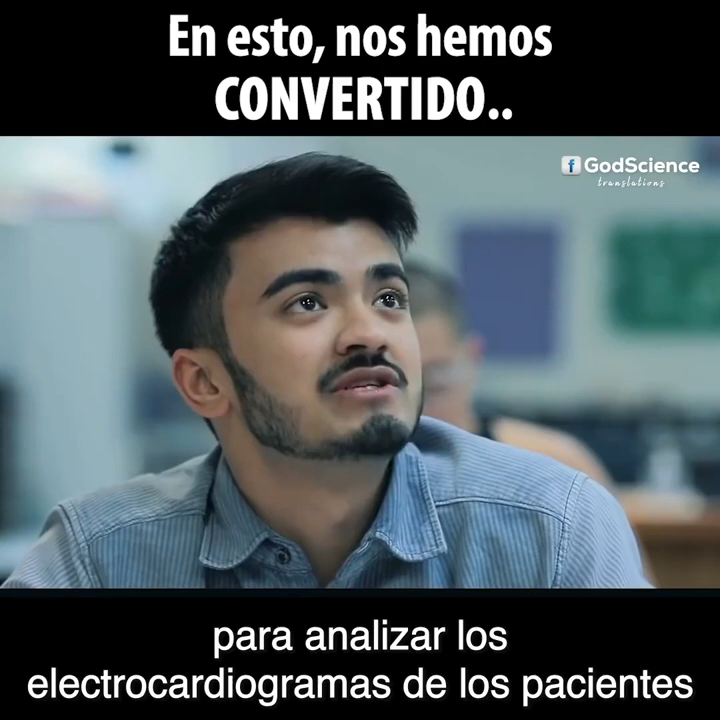 En esto, nos hemos
CONVERTIDO..
f GodScience
translations
para analizar los
electrocardiogramas de los pacientes